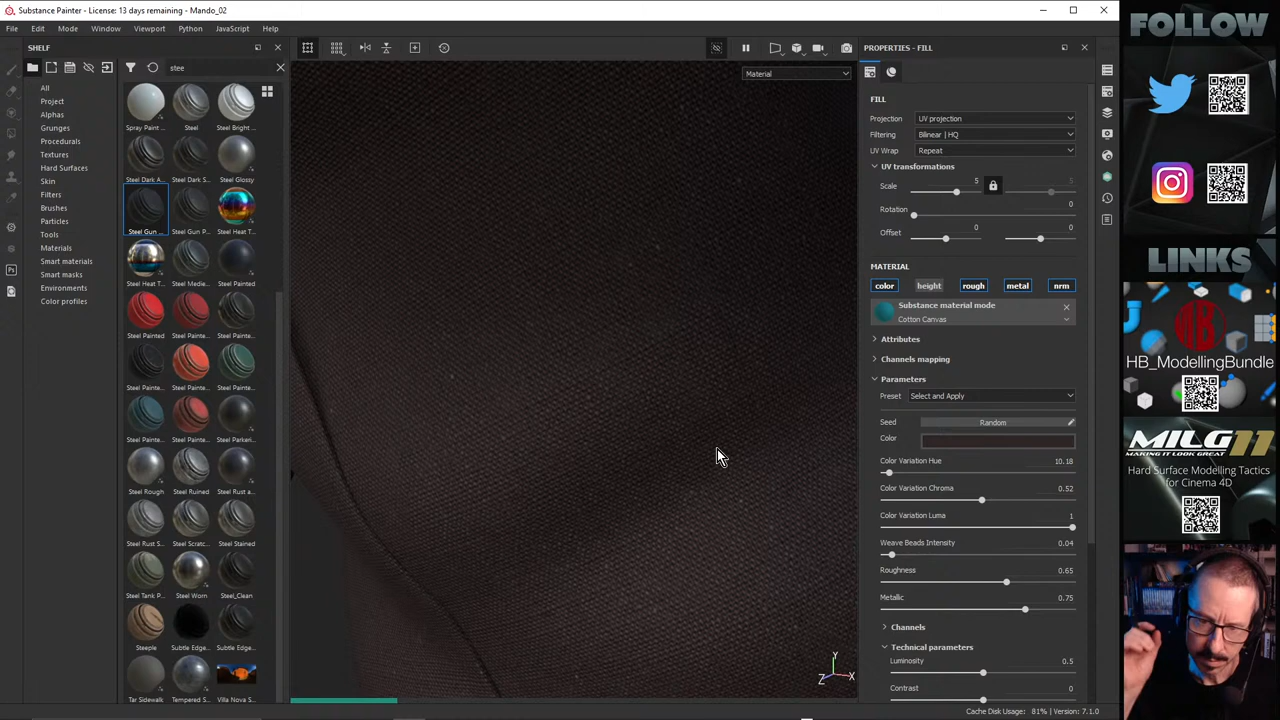 Substance Painter - License: 13 days remaining - Mando_02
File Edit Mode Window Viewport Python JavaScript Help
SHELF
stee
All
Project
Alphas
Grunges
Procedurals
Textures
Hard Surfaces
Skin
Filters
Brushes
Particles
Tools
Materials
Smart materials
Smart masks
Environments
Color profiles
Spray Paint ... Steel Steel Bright ...
Steel Dark A... Steel Dark S... Steel Glossy
Steel Gun ... Steel Gun P... Steel Heat T...
Steel Heat T... Steel Medie... Steel Painted
Steel Painted Steel Painte... Steel Painte...
Steel Painte... Steel Painte... Steel Painte...
Steel Painte... Steel Painte... Steel Parkeri...
Steel Rough Steel Ruined Steel Rust a...
Steel Rust S... Steel Scratc... Steel Stained
Steel Tank P... Steel Worn Steel_Clean
Steeple Subtle Edge... Subtle Edge...
Tar Sidewalk Tempered S... Villa Nova S...
Material
Y
Z X
PROPERTIES - FILL
FILL
Projection UV projection
Filtering Bilinear | HQ
UV Wrap Repeat
UV transformations
Scale 5 5
Rotation 0
Offset 0 0
MATERIAL
color height rough metal nrm
Substance material mode
Cotton Canvas
Attributes
Channels mapping
Parameters
Preset Select and Apply
Seed Random
Color
Color Variation Hue 10.18
Color Variation Chroma 0.52
Color Variation Luma 1
Weave Beads Intensity 0.04
Roughness 0.65
Metallic 0.75
Channels
Technical parameters
Luminosity 0.5
Contrast 0
Cache Disk Usage: 81% | Version: 7.1.0
Ps
FOLLOW
LINKS
HB
HB_ModellingBundle
MILG11
MAKING IT LOOK GREAT
Hard Surface Modelling Tactics
for Cinema 4D